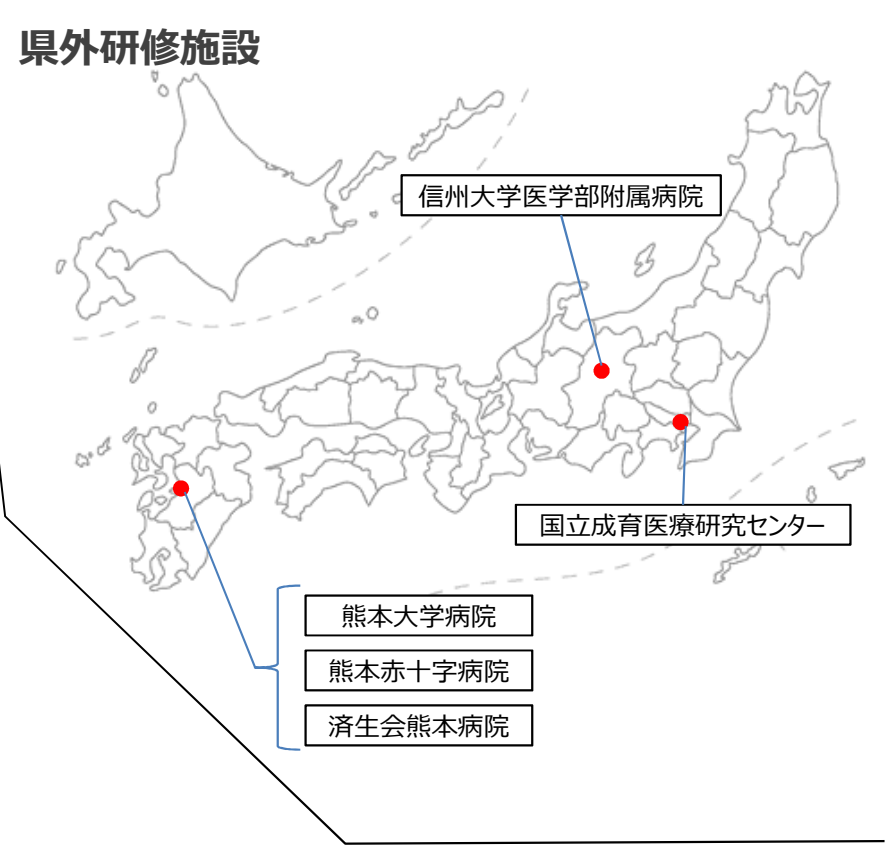 県外研修施設
信州大学医学部附属病院
国立成育医療研究センター
熊本大学病院
熊本赤十字病院
済生会熊本病院